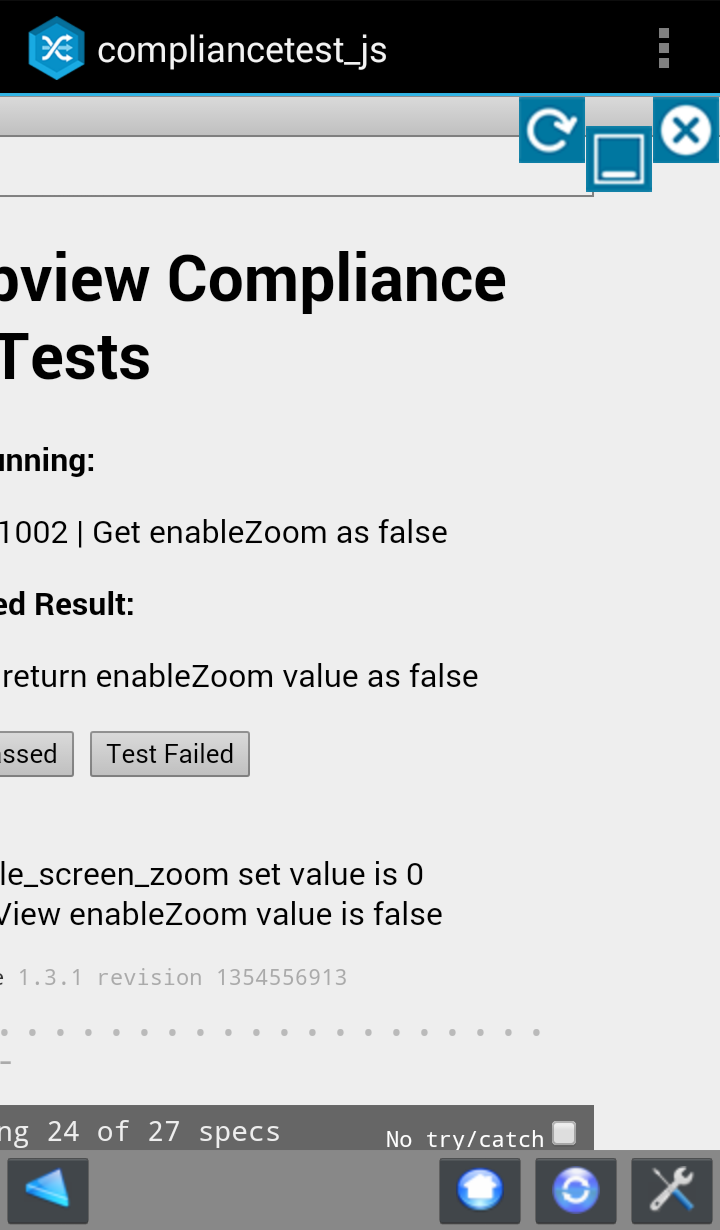 compliancetest_js
bview Compliance
Tests
unning:
1002 | Get enableZoom as false
ed Result:
return enableZoom value as false
assed Test Failed
le_screen_zoom set value is 0
View enableZoom value is false
e 1.3.1 revision 1354556913
ng 24 of 27 specs
No try/catch